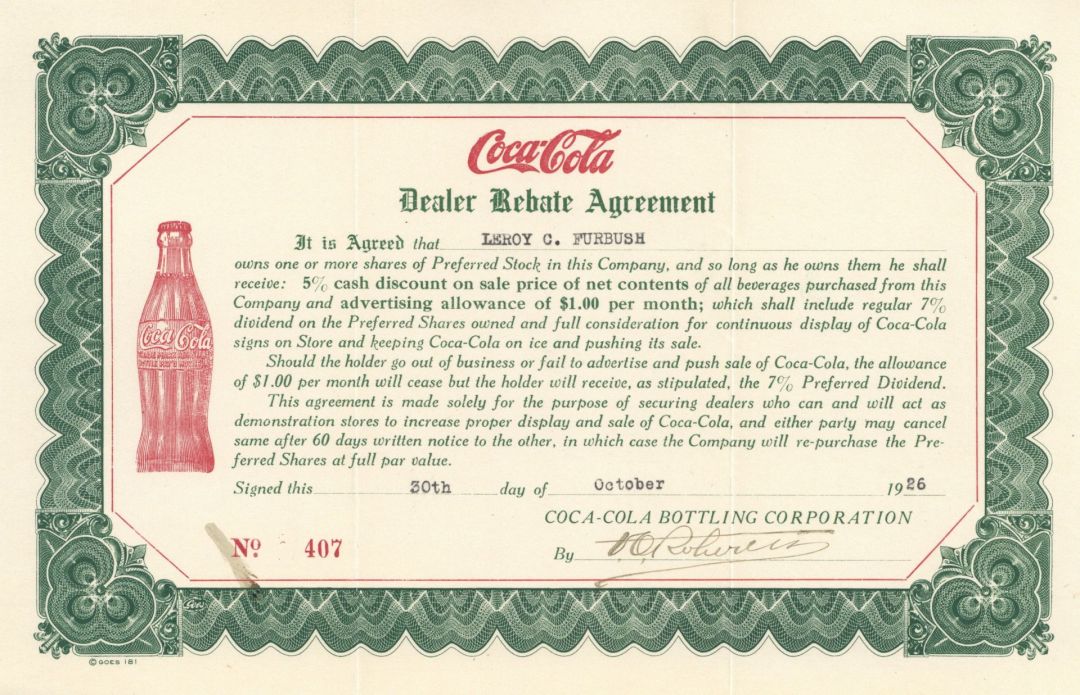 Coca-Cola
Dealer Rebate Agreement
It is Agreed that LEROY C. FURBUSH
owns one or more shares of Preferred Stock in this Company, and so long as he owns them he shall
receive: 5% cash discount on sale price of net contents of all beverages purchased from this
Company and advertising allowance of $1.00 per month; which shall include regular 7%
dividend on the Preferred Shares owned and full consideration for continuous display of Coca-Cola
signs on Store and keeping Coca-Cola on ice and pushing its sale.
Should the holder go out of business or fail to advertise and push sale of Coca-Cola, the allowance
of $1.00 per month will cease but the holder will receive, as stipulated, the 7% Preferred Dividend.
This agreement is made solely for the purpose of securing dealers who can and will act as
demonstration stores to increase proper display and sale of Coca-Cola, and either party may cancel
same after 60 days written notice to the other, in which case the Company will re-purchase the Pre-
ferred Shares at full par value.
Signed this 30th day of October 1926
COCA-COLA BOTTLING CORPORATION
By
Nº 407
Coca-Cola
Goes
© GOES 181